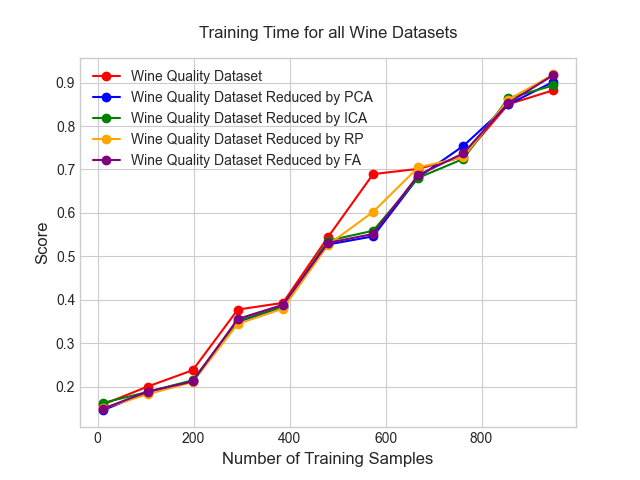 Training Time for all Wine Datasets
Wine Quality Dataset
Wine Quality Dataset Reduced by PCA
Wine Quality Dataset Reduced by ICA
Wine Quality Dataset Reduced by RP
Wine Quality Dataset Reduced by FA
Score
0.9
0.8
0.7
0.6
0.5
0.4
0.3
0.2
0
200
400
600
800
Number of Training Samples